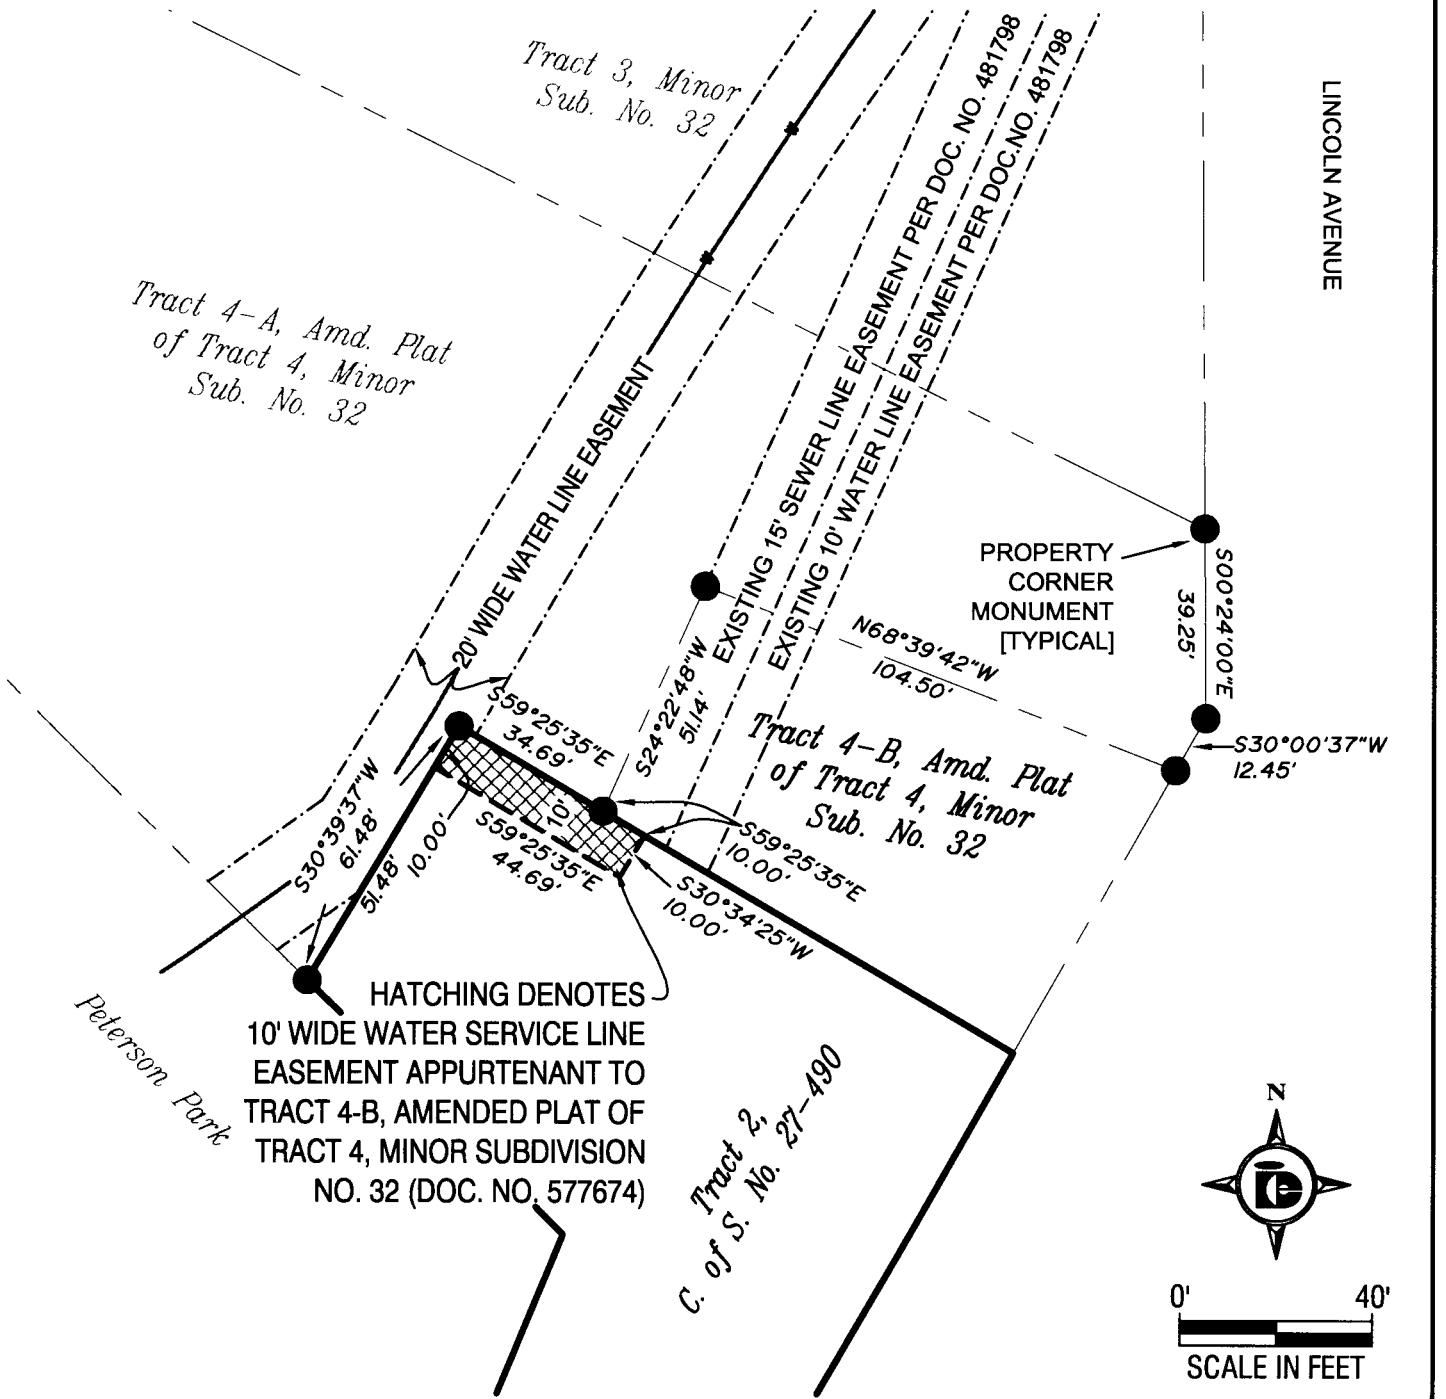 Tract 3, Minor
Sub. No. 32
LINCOLN AVENUE
EXISTING 15' SEWER LINE EASEMENT PER DOC. NO. 481798
EXISTING 10' WATER LINE EASEMENT PER DOC.NO. 481798
Tract 4-A, Amd. Plat
of Tract 4, Minor
Sub. No. 32
20' WIDE WATER LINE EASEMENT
PROPERTY
CORNER
MONUMENT
[TYPICAL]
S00°24'00"E
39.25'
N68°39'42"W
104.50'
S24°22'48"W
51.14'
S59°25'35"E
34.69'
Tract 4-B, Amd. Plat
of Tract 4, Minor
Sub. No. 32
S30°00'37"W
12.45'
S30°39'37"W
61.48'
51.48'
10.00'
10'
S59°25'35"E
44.69'
S59°25'35"E
10.00'
S30°34'25"W
10.00'
HATCHING DENOTES
10' WIDE WATER SERVICE LINE
EASEMENT APPURTENANT TO
TRACT 4-B, AMENDED PLAT OF
TRACT 4, MINOR SUBDIVISION
NO. 32 (DOC. NO. 577674)
Peterson Park
Tract 2,
C. of S. No. 27-490
N
0' 40'
SCALE IN FEET